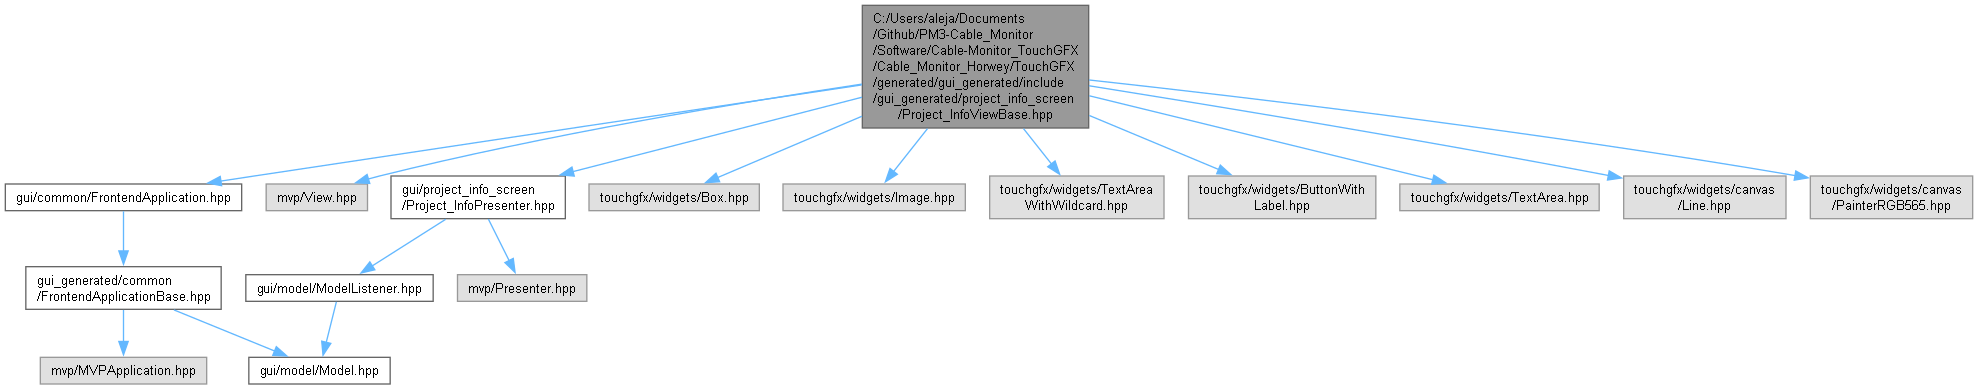 C:/Users/aleja/Documents
/Github/PM3-Cable_Monitor
/Software/Cable-Monitor_TouchGFX
/Cable_Monitor_Horwey/TouchGFX
/generated/gui_generated/include
/gui_generated/project_info_screen
/Project_InfoViewBase.hpp
gui/common/FrontendApplication.hpp
mvp/View.hpp
gui/project_info_screen
/Project_InfoPresenter.hpp
touchgfx/widgets/Box.hpp
touchgfx/widgets/Image.hpp
touchgfx/widgets/TextArea
WithWildcard.hpp
touchgfx/widgets/ButtonWith
Label.hpp
touchgfx/widgets/TextArea.hpp
touchgfx/widgets/canvas
/Line.hpp
touchgfx/widgets/canvas
/PainterRGB565.hpp
gui_generated/common
/FrontendApplicationBase.hpp
gui/model/ModelListener.hpp
mvp/Presenter.hpp
mvp/MVPApplication.hpp
gui/model/Model.hpp